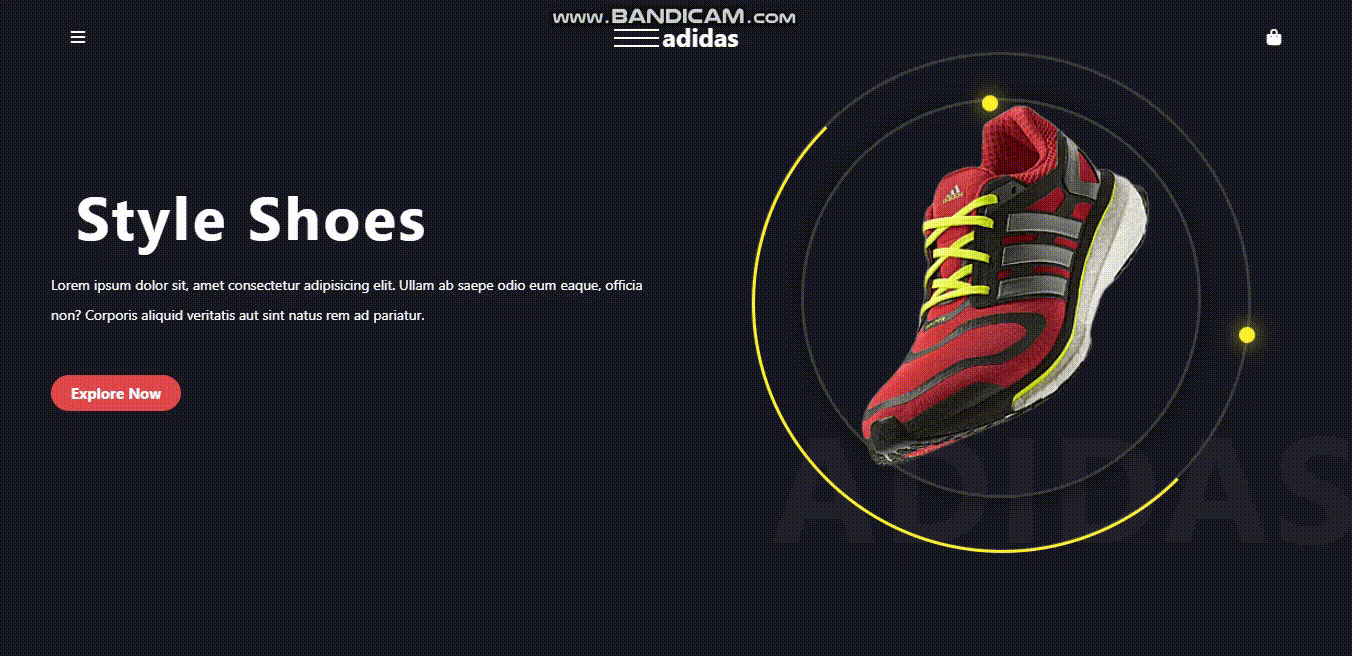 www.BANDICAM.com
adidas
Style Shoes
Lorem ipsum dolor sit, amet consectetur adipisicing elit. Ullam ab saepe odio eum eaque, officia
non? Corporis aliquid veritatis aut sint natus rem ad pariatur.
Explore Now
ADIDAS